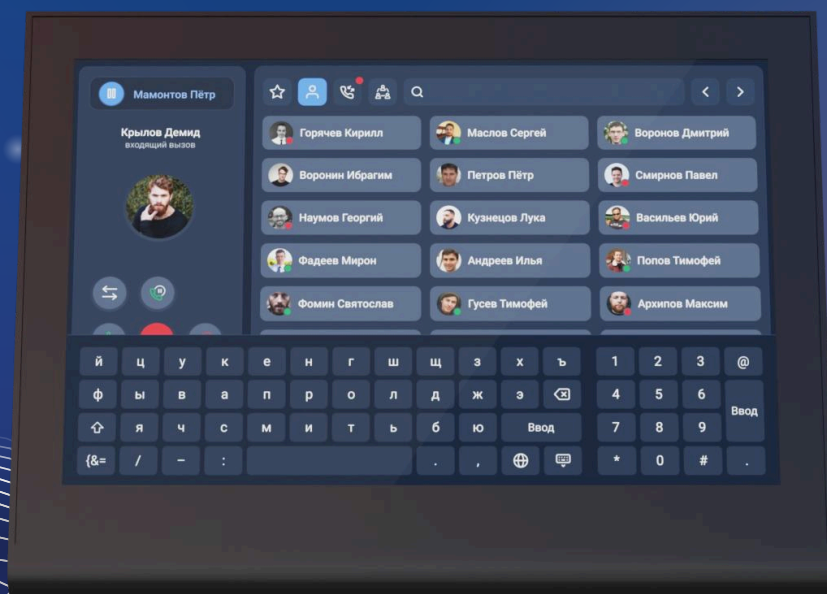 Мамонтов Пётр
Крылов Демид
входящий вызов
Горячев Кирилл
Маслов Сергей
Воронов Дмитрий
Воронин Ибрагим
Петров Пётр
Смирнов Павел
Наумов Георгий
Кузнецов Лука
Васильев Юрий
Фадеев Мирон
Андреев Илья
Попов Тимофей
Фомин Святослав
Гусев Тимофей
Архипов Максим
й ц у к е н г ш щ з х ъ 1 2 3 @
ф ы в а п р о л д ж э 4 5 6 Ввод
я ч с м и т ь б ю Ввод 7 8 9
{&= / – : . , * 0 # .